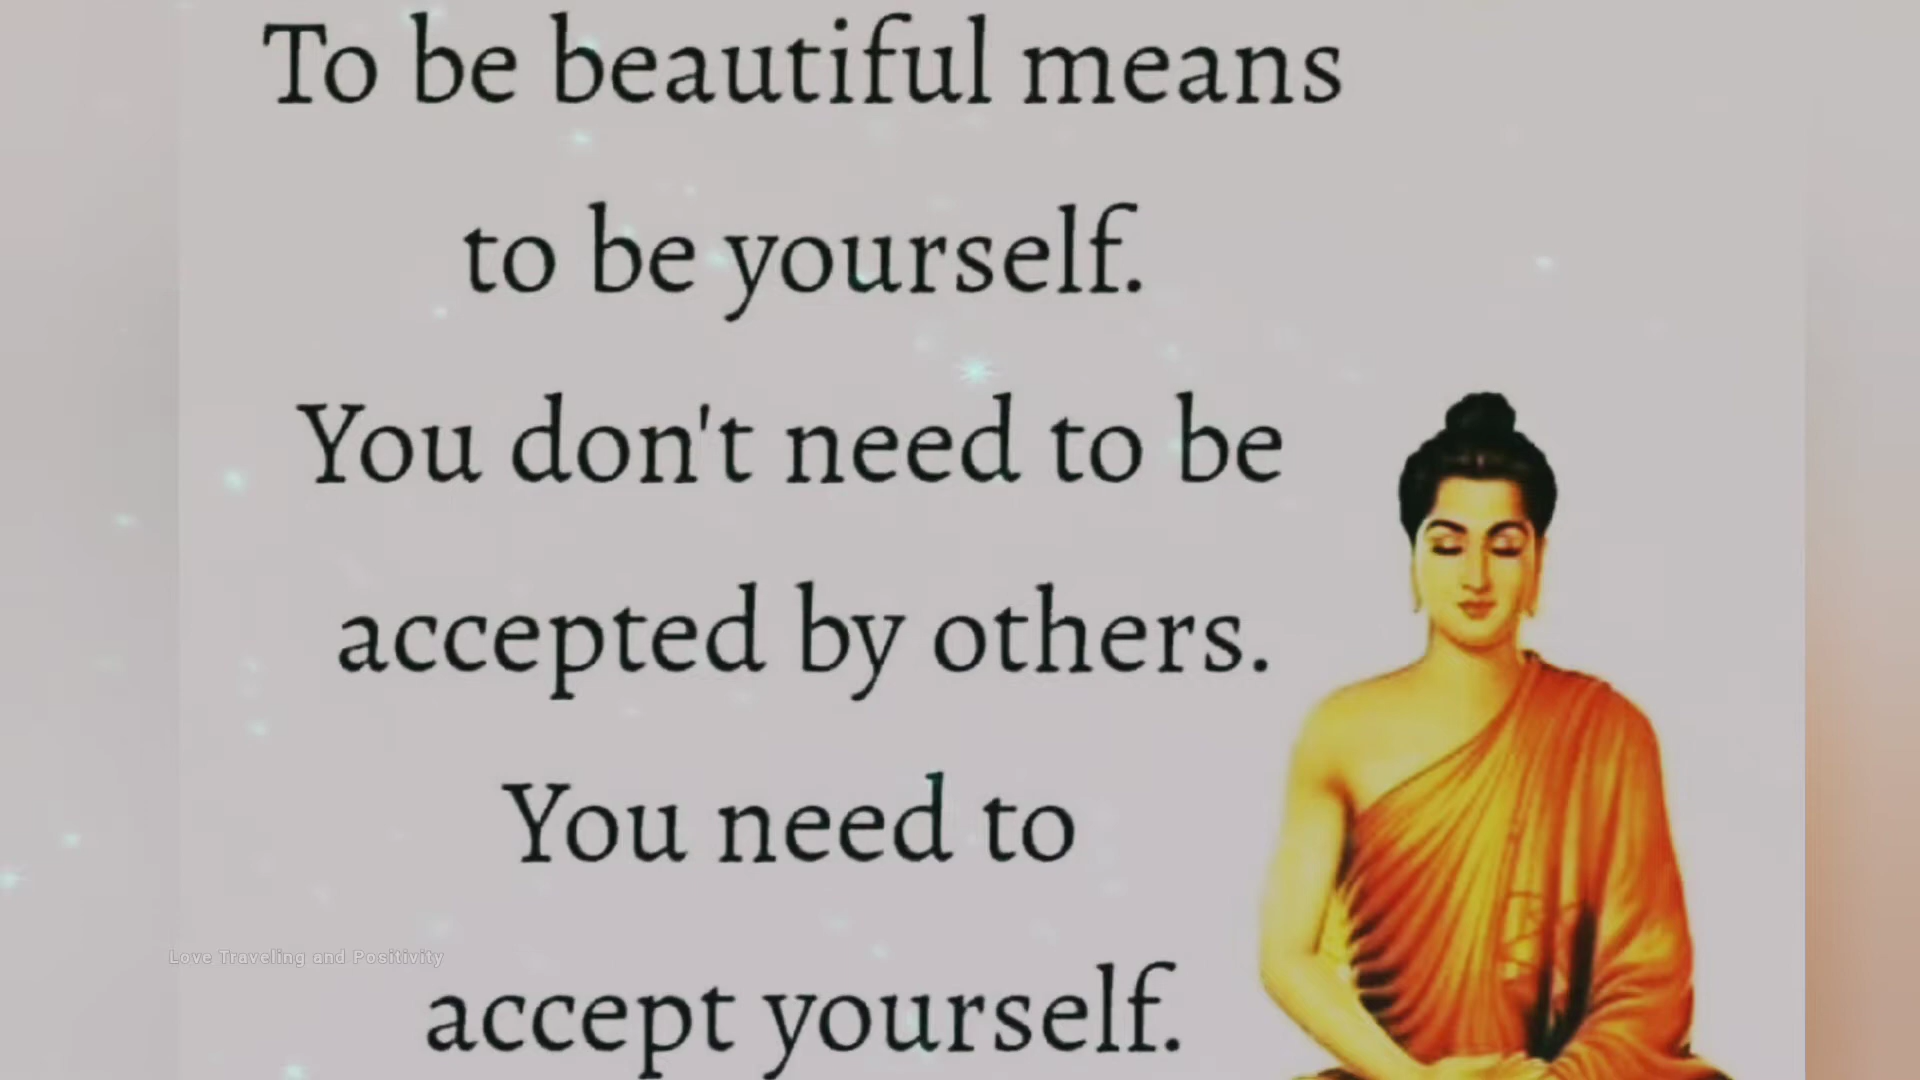 To be beautiful means
to be yourself.
You don't need to be
accepted by others.
You need to
accept yourself.
Love Traveling and Positivity